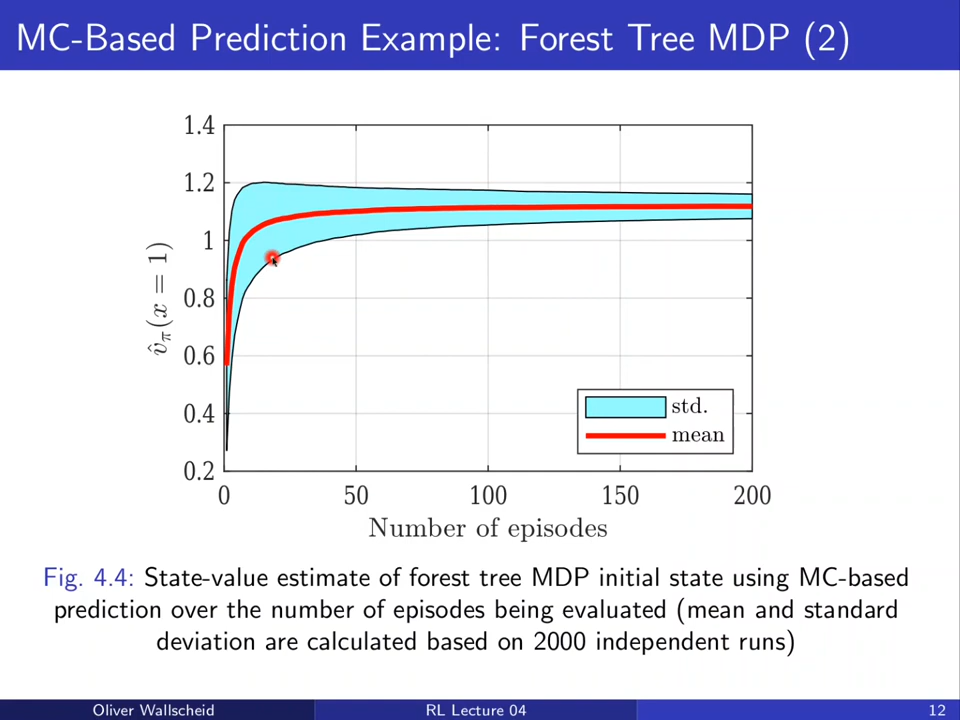 MC-Based Prediction Example: Forest Tree MDP (2)
1.4
1.2
1
0.8
0.6
0.4
0.2
v̂π(x = 1)
std.
mean
0 50 100 150 200
Number of episodes
Fig. 4.4: State-value estimate of forest tree MDP initial state using MC-based
prediction over the number of episodes being evaluated (mean and standard
deviation are calculated based on 2000 independent runs)
Oliver Wallscheid RL Lecture 04 12